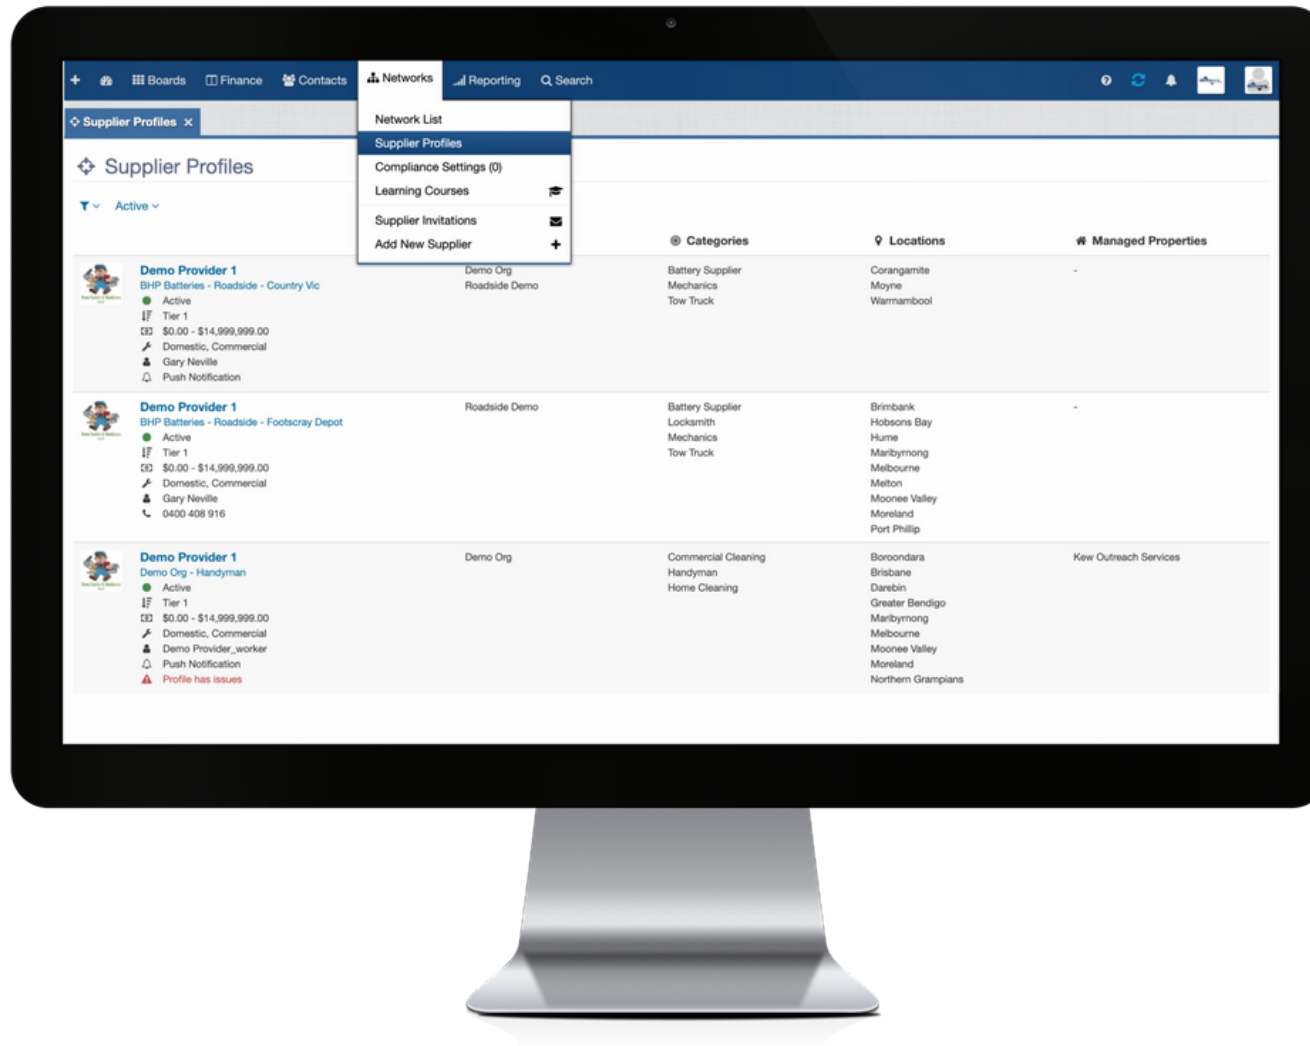 Boards Finance Contacts Networks Reporting Search
Supplier Profiles ×
Network List
Supplier Profiles
Compliance Settings (0)
Learning Courses
Supplier Invitations
Add New Supplier
Supplier Profiles
Active
Categories Locations Managed Properties
Demo Provider 1
BHP Batteries - Roadside - Country Vic
Active
Tier 1
$0.00 - $14,999,999.00
Domestic, Commercial
Gary Neville
Push Notification
Demo Org
Roadside Demo
Battery Supplier
Mechanics
Tow Truck
Corangamite
Moyne
Warrnambool
-
Demo Provider 1
BHP Batteries - Roadside - Footscray Depot
Active
Tier 1
$0.00 - $14,999,999.00
Domestic, Commercial
Gary Neville
0400 408 916
Roadside Demo
Battery Supplier
Locksmith
Mechanics
Tow Truck
Brimbank
Hobsons Bay
Hume
Maribyrnong
Melbourne
Melton
Moonee Valley
Moreland
Port Phillip
-
Demo Provider 1
Demo Org - Handyman
Active
Tier 1
$0.00 - $14,999,999.00
Domestic, Commercial
Demo Provider_worker
Push Notification
Profile has issues
Demo Org
Commercial Cleaning
Handyman
Home Cleaning
Boroondara
Brisbane
Darebin
Greater Bendigo
Maribyrnong
Melbourne
Moonee Valley
Moreland
Northern Grampians
Kew Outreach Services